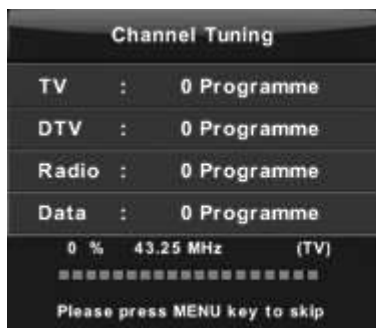 Channel Tuning
TV : 0 Programme
DTV : 0 Programme
Radio : 0 Programme
Data : 0 Programme
0 % 43.25 MHz (TV)
Please press MENU key to skip